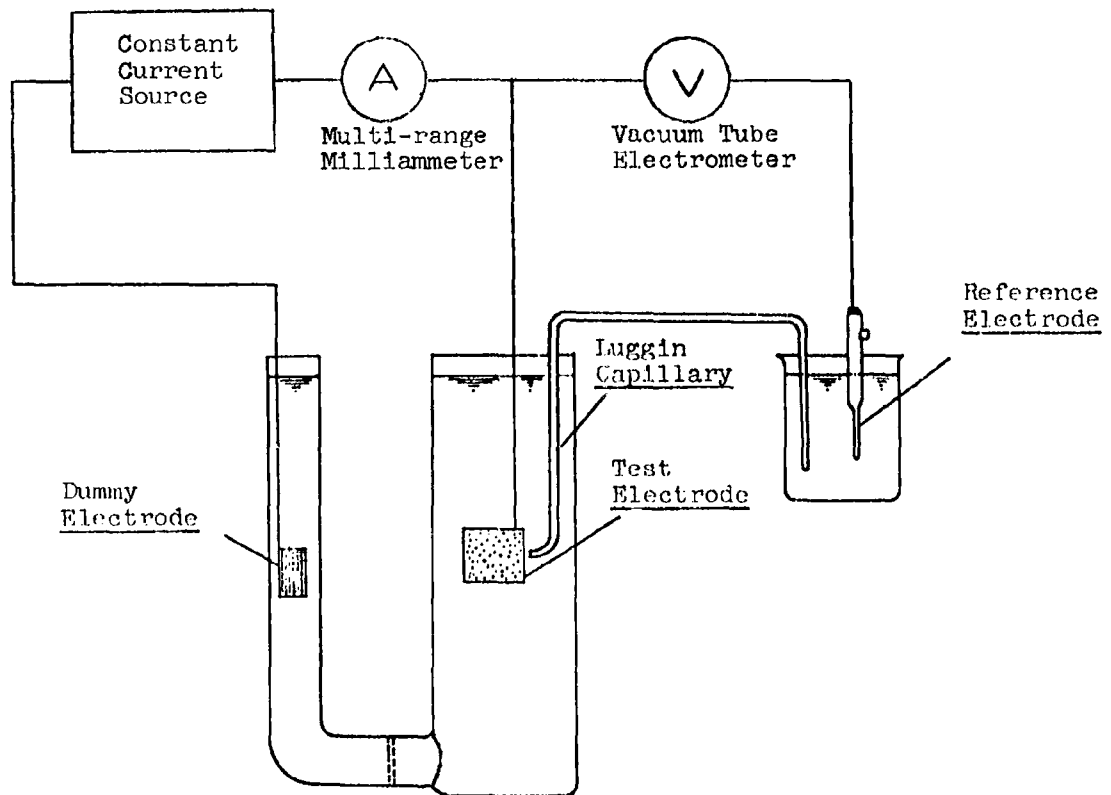 Constant
Current
Source
A
Multi-range
Milliammeter
V
Vacuum Tube
Electrometer
Reference
Electrode
Luggin
Capillary
Test
Electrode
Dummy
Electrode